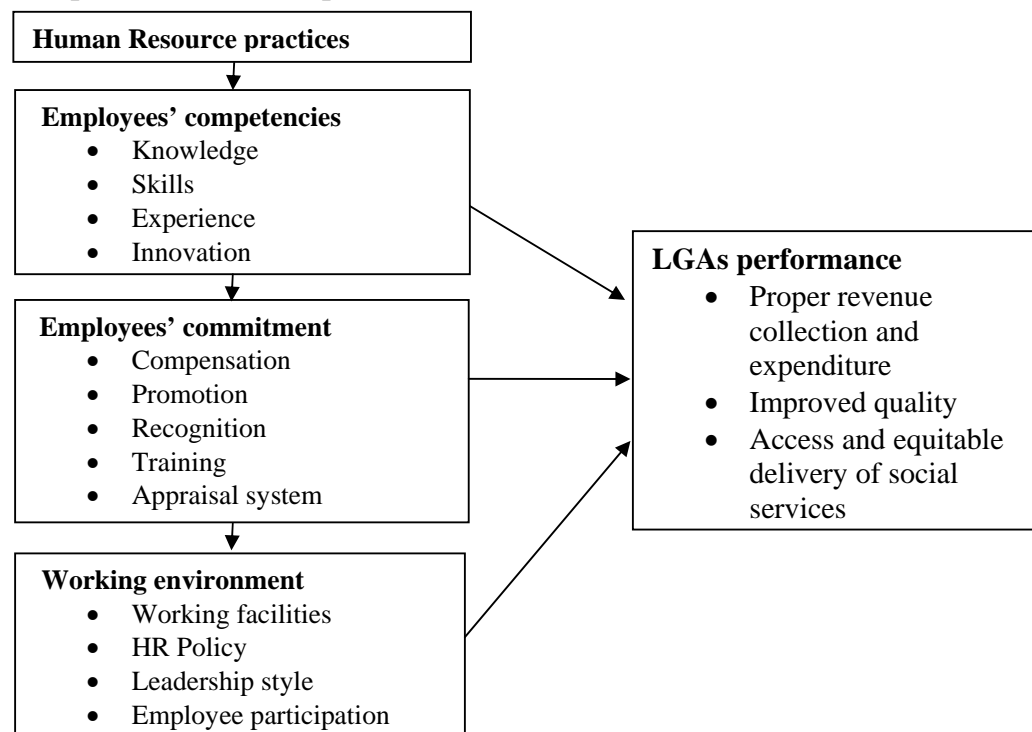 Human Resource practices
Employees’ competencies
• Knowledge
• Skills
• Experience
• Innovation
Employees’ commitment
• Compensation
• Promotion
• Recognition
• Training
• Appraisal system
Working environment
• Working facilities
• HR Policy
• Leadership style
• Employee participation
LGAs performance
• Proper revenue
collection and
expenditure
• Improved quality
• Access and equitable
delivery of social
services